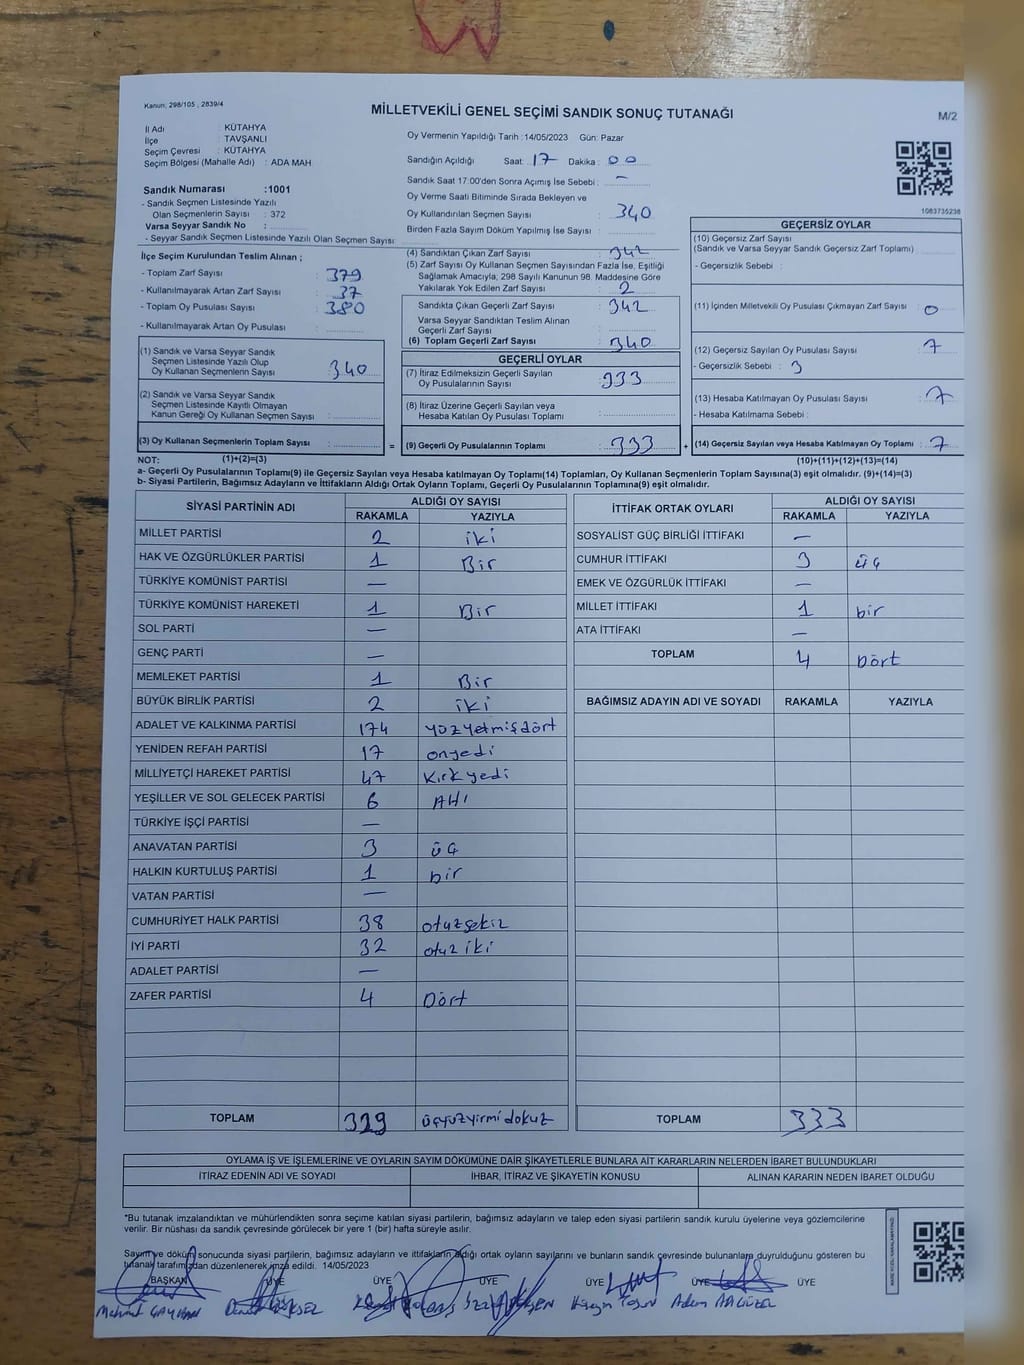 Kanun; 298/105 , 2839/4
MİLLETVEKİLİ GENEL SEÇİMİ SANDIK SONUÇ TUTANAĞI
M/2
İl Adı : KÜTAHYA
İlçe : TAVŞANLI
Seçim Çevresi : KÜTAHYA
Seçim Bölgesi (Mahalle Adı) : ADA MAH
Sandık Numarası :1001
- Sandık Seçmen Listesinde Yazılı
Olan Seçmenlerin Sayısı : 372
Varsa Seyyar Sandık No :
- Seyyar Sandık Seçmen Listesinde Yazılı Olan Seçmen Sayısı
Oy Vermenin Yapıldığı Tarih :14/05/2023 Gün: Pazar
Sandığın Açıldığı Saat: 17 Dakika : 00
Sandık Saat 17:00'den Sonra Açımış İse Sebebi : –
Oy Verme Saati Bitiminde Sırada Bekleyen ve
Oy Kullandırılan Seçmen Sayısı : 340
Birden Fazla Sayım Döküm Yapılmış İse Sayısı :
1083735238
İlçe Seçim Kurulundan Teslim Alınan ;
- Toplam Zarf Sayısı : 379
- Kullanılmayarak Artan Zarf Sayısı : 37
- Toplam Oy Pusulası Sayısı : 380
- Kullanılmayarak Artan Oy Pusulası :
(4) Sandıktan Çıkan Zarf Sayısı : 342
(5) Zarf Sayısı Oy Kullanan Seçmen Sayısından Fazla İse, Eşitliği
Sağlamak Amacıyla; 298 Sayılı Kanunun 98. Maddesine Göre
Yakılarak Yok Edilen Zarf Sayısı : 2
Sandıkta Çıkan Geçerli Zarf Sayısı : 342
Varsa Seyyar Sandıktan Teslim Alınan
Geçerli Zarf Sayısı :
(6) Toplam Geçerli Zarf Sayısı : 340
GEÇERSİZ OYLAR
(10) Geçersiz Zarf Sayısı
(Sandık ve Varsa Seyyar Sandık Geçersiz Zarf Toplamı)
- Geçersizlik Sebebi :
(11) İçinden Milletvekili Oy Pusulası Çıkmayan Zarf Sayısı : 0
(12) Geçersiz Sayılan Oy Pusulası Sayısı : 7
- Geçersizlik Sebebi : 3
(13) Hesaba Katılmayan Oy Pusulası Sayısı : 7
- Hesaba Katılmama Sebebi :
(14) Geçersiz Sayılan veya Hesaba Katılmayan Oy Toplamı : 7
(10)+(11)+(12)+(13)=(14)
(1) Sandık ve Varsa Seyyar Sandık
Seçmen Listesinde Yazılı Olup
Oy Kullanan Seçmenlerin Sayısı : 340
(2) Sandık ve Varsa Seyyar Sandık
Seçmen Listesinde Kayıtlı Olmayan
Kanun Gereği Oy Kullanan Seçmen Sayısı :
(3) Oy Kullanan Seçmenlerin Toplam Sayısı : =
GEÇERLİ OYLAR
(7) İtiraz Edilmeksizin Geçerli Sayılan
Oy Pusulalarının Sayısı : 333
(8) İtiraz Üzerine Geçerli Sayılan veya
Hesaba Katılan Oy Pusulası Toplamı :
(9) Geçerli Oy Pusulalarının Toplamı : 333 +
NOT: (1)+(2)=(3)
a- Geçerli Oy Pusulalarının Toplamı(9) ile Geçersiz Sayılan veya Hesaba katılmayan Oy Toplamı(14) Toplamları, Oy Kullanan Seçmenlerin Toplam Sayısına(3) eşit olmalıdır. (9)+(14)=(3)
b- Siyasi Partilerin, Bağımsız Adayların ve İttifakların Aldığı Ortak Oyların Toplamı, Geçerli Oy Pusulalarının Toplamına(9) eşit olmalıdır.
SİYASİ PARTİNİN ADI ALDIĞI OY SAYISI
RAKAMLA YAZIYLA
MİLLET PARTİSİ 2 iki
HAK VE ÖZGÜRLÜKLER PARTİSİ 1 Bir
TÜRKİYE KOMÜNİST PARTİSİ —
TÜRKİYE KOMÜNİST HAREKETİ 1 Bir
SOL PARTİ —
GENÇ PARTİ —
MEMLEKET PARTİSİ 1 Bir
BÜYÜK BİRLİK PARTİSİ 2 iki
ADALET VE KALKINMA PARTİSİ 174 yüzyetmişdört
YENİDEN REFAH PARTİSİ 17 onyedi
MİLLİYETÇİ HAREKET PARTİSİ 47 Kırkyedi
YEŞİLLER VE SOL GELECEK PARTİSİ 6 Altı
TÜRKİYE İŞÇİ PARTİSİ —
ANAVATAN PARTİSİ 3 üç
HALKIN KURTULUŞ PARTİSİ 1 bir
VATAN PARTİSİ —
CUMHURİYET HALK PARTİSİ 38 otuzsekiz
İYİ PARTİ 32 otuz iki
ADALET PARTİSİ —
ZAFER PARTİSİ 4 Dört
TOPLAM 329 üçyüzyirmidokuz
İTTİFAK ORTAK OYLARI ALDIĞI OY SAYISI
RAKAMLA YAZIYLA
SOSYALİST GÜÇ BİRLİĞİ İTTİFAKI —
CUMHUR İTTİFAKI 3 üç
EMEK VE ÖZGÜRLÜK İTTİFAKI —
MİLLET İTTİFAKI 1 bir
ATA İTTİFAKI —
TOPLAM 4 Dört
BAĞIMSIZ ADAYIN ADI VE SOYADI RAKAMLA YAZIYLA
TOPLAM 333
OYLAMA İŞ VE İŞLEMLERİNE VE OYLARIN SAYIM DÖKÜMÜNE DAİR ŞİKAYETLERLE BUNLARA AİT KARARLARIN NELERDEN İBARET BULUNDUKLARI
İTİRAZ EDENİN ADI VE SOYADI İHBAR, İTİRAZ VE ŞİKAYETİN KONUSU ALINAN KARARIN NEDEN İBARET OLDUĞU
*Bu tutanak imzalandıktan ve mühürlendikten sonra seçime katılan siyasi partilerin, bağımsız adayların ve talep eden siyasi partilerin sandık kurulu üyelerine veya gözlemcilerine
verilir. Bir nüshası da sandık çevresinde görülecek bir yere 1 (bir) hafta süreyle asılır.
Sayım ve döküm sonucunda siyasi partilerin, bağımsız adayların ve ittifakların aldığı ortak oyların sayılarını ve bunların sandık çevresinde bulunanlara duyrulduğunu gösteren bu
tutanak tarafımızdan düzenlenerek imza edildi. 14/05/2023
BAŞKAN ÜYE ÜYE ÜYE ÜYE ÜYE ÜYE
Mehmet